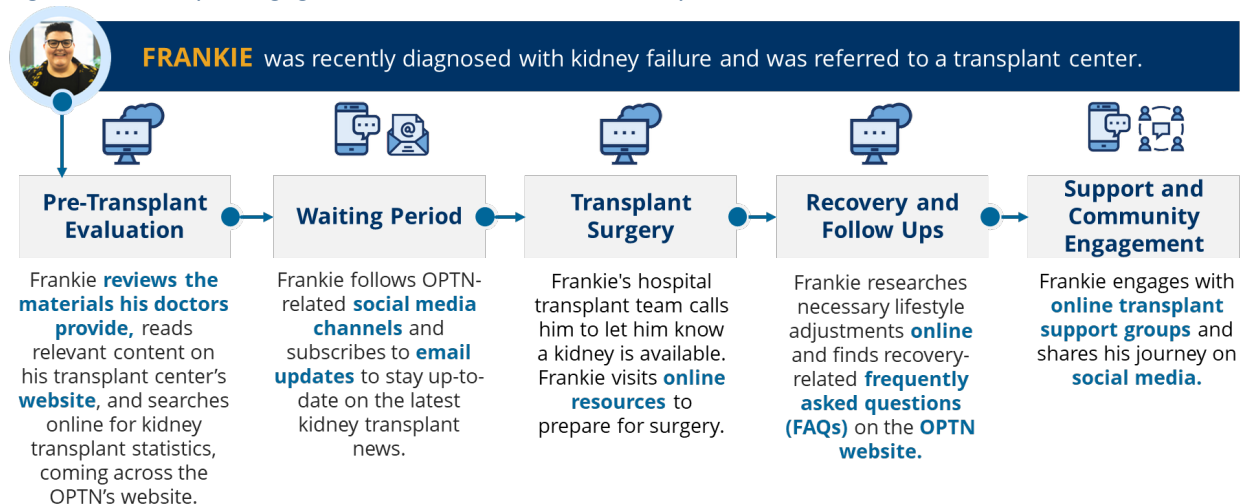 FRANKIE was recently diagnosed with kidney failure and was referred to a transplant center.
Pre-Transplant
Evaluation
Frankie reviews the
materials his doctors
provide, reads
relevant content on
his transplant center's
website, and searches
online for kidney
transplant statistics,
coming across the
OPTN's website.
Waiting Period
Frankie follows OPTN-
related social media
channels and
subscribes to email
updates to stay up-to-
date on the latest
kidney transplant
news.
Transplant
Surgery
Frankie's hospital
transplant team calls
him to let him know
a kidney is available.
Frankie visits online
resources to
prepare for surgery.
Recovery and
Follow Ups
Frankie researches
necessary lifestyle
adjustments online
and finds recovery-
related frequently
asked questions
(FAQs) on the OPTN
website.
Support and
Community
Engagement
Frankie engages with
online transplant
support groups and
shares his journey on
social media.